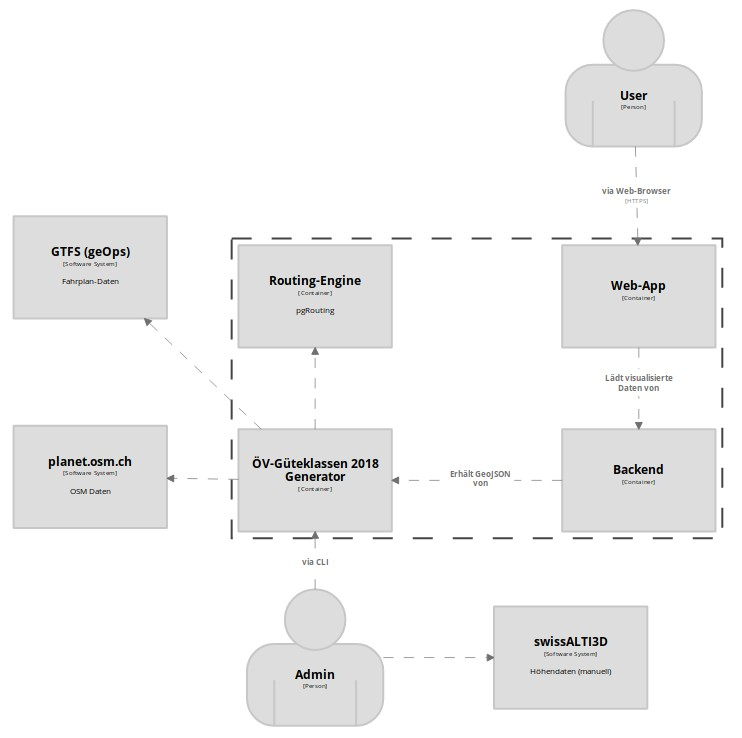 User
[Person]
via Web-Browser
[HTTPS]
GTFS (geOps)
[Software System]
Fahrplan-Daten
Routing-Engine
[Container]
pgRouting
Web-App
[Container]
Lädt visualisierte
Daten von
planet.osm.ch
[Software System]
OSM Daten
ÖV-Güteklassen 2018
Generator
[Container]
Erhält GeoJSON
von
Backend
[Container]
via CLI
Admin
[Person]
swissALTI3D
[Software System]
Höhendaten (manuell)